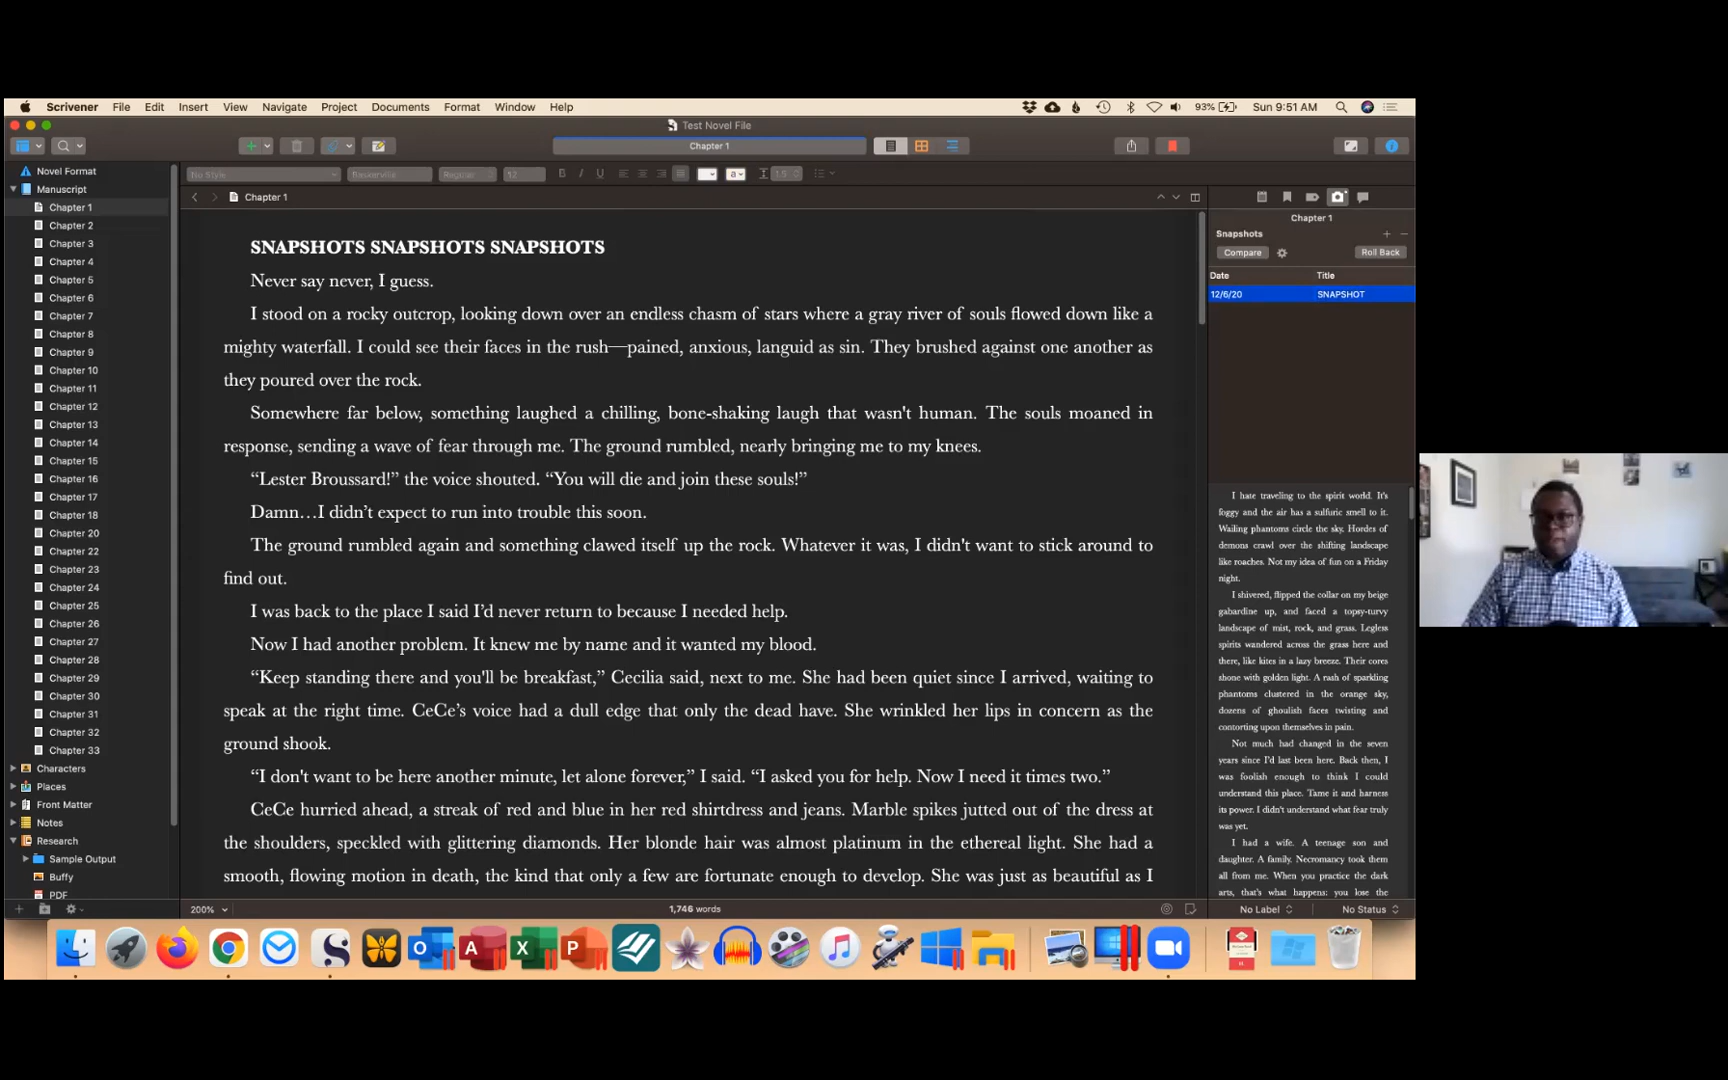 Scrivener File Edit Insert View Navigate Project Documents Format Window Help
93% Sun 9:51 AM
Test Novel File
Chapter 1
No Style Baskerville Regular 12 B I U a 1.5
Novel Format
Manuscript
Chapter 1
Chapter 2
Chapter 3
Chapter 4
Chapter 5
Chapter 6
Chapter 7
Chapter 8
Chapter 9
Chapter 10
Chapter 11
Chapter 12
Chapter 13
Chapter 14
Chapter 15
Chapter 16
Chapter 17
Chapter 18
Chapter 20
Chapter 22
Chapter 23
Chapter 24
Chapter 25
Chapter 26
Chapter 27
Chapter 28
Chapter 29
Chapter 30
Chapter 31
Chapter 32
Chapter 33
Characters
Places
Front Matter
Notes
Research
Sample Output
Buffy
PDF
Chapter 1
SNAPSHOTS SNAPSHOTS SNAPSHOTS
Never say never, I guess.
I stood on a rocky outcrop, looking down over an endless chasm of stars where a gray river of souls flowed down like a
mighty waterfall. I could see their faces in the rush—pained, anxious, languid as sin. They brushed against one another as
they poured over the rock.
Somewhere far below, something laughed a chilling, bone-shaking laugh that wasn't human. The souls moaned in
response, sending a wave of fear through me. The ground rumbled, nearly bringing me to my knees.
“Lester Broussard!” the voice shouted. “You will die and join these souls!”
Damn…I didn’t expect to run into trouble this soon.
The ground rumbled again and something clawed itself up the rock. Whatever it was, I didn't want to stick around to
find out.
I was back to the place I said I’d never return to because I needed help.
Now I had another problem. It knew me by name and it wanted my blood.
“Keep standing there and you'll be breakfast,” Cecilia said, next to me. She had been quiet since I arrived, waiting to
speak at the right time. CeCe’s voice had a dull edge that only the dead have. She wrinkled her lips in concern as the
ground shook.
“I don't want to be here another minute, let alone forever,” I said. “I asked you for help. Now I need it times two.”
CeCe hurried ahead, a streak of red and blue in her red shirtdress and jeans. Marble spikes jutted out of the dress at
the shoulders, speckled with glittering diamonds. Her blonde hair was almost platinum in the ethereal light. She had a
smooth, flowing motion in death, the kind that only a few are fortunate enough to develop. She was just as beautiful as I
200%
1,746 words
Chapter 1
Snapshots
Compare Roll Back
Date Title
12/6/20 SNAPSHOT
I hate traveling to the spirit world. It's
foggy and the air has a sulfuric smell to it.
Wailing phantoms circle the sky. Hordes of
demons crawl over the shifting landscape
like roaches. Not my idea of fun on a Friday
night.
I shivered, flipped the collar on my beige
gabardine up, and faced a topsy-turvy
landscape of mist, rock, and grass. Legless
spirits wandered across the grass here and
there, like kites in a lazy breeze. Their cores
shone with golden light. A rash of sparkling
phantoms clustered in the orange sky,
dozens of ghoulish faces twisting and
contorting upon themselves in pain.
Not much had changed in the seven
years since I'd last been here. Back then, I
was foolish enough to think I could
understand this place. Tame it and harness
its power. I didn't understand what fear truly
was yet.
I had a wife. A teenage son and
daughter. A family. Necromancy took them
all from me. When you practice the dark
arts, that's what happens: you lose the
No Label No Status